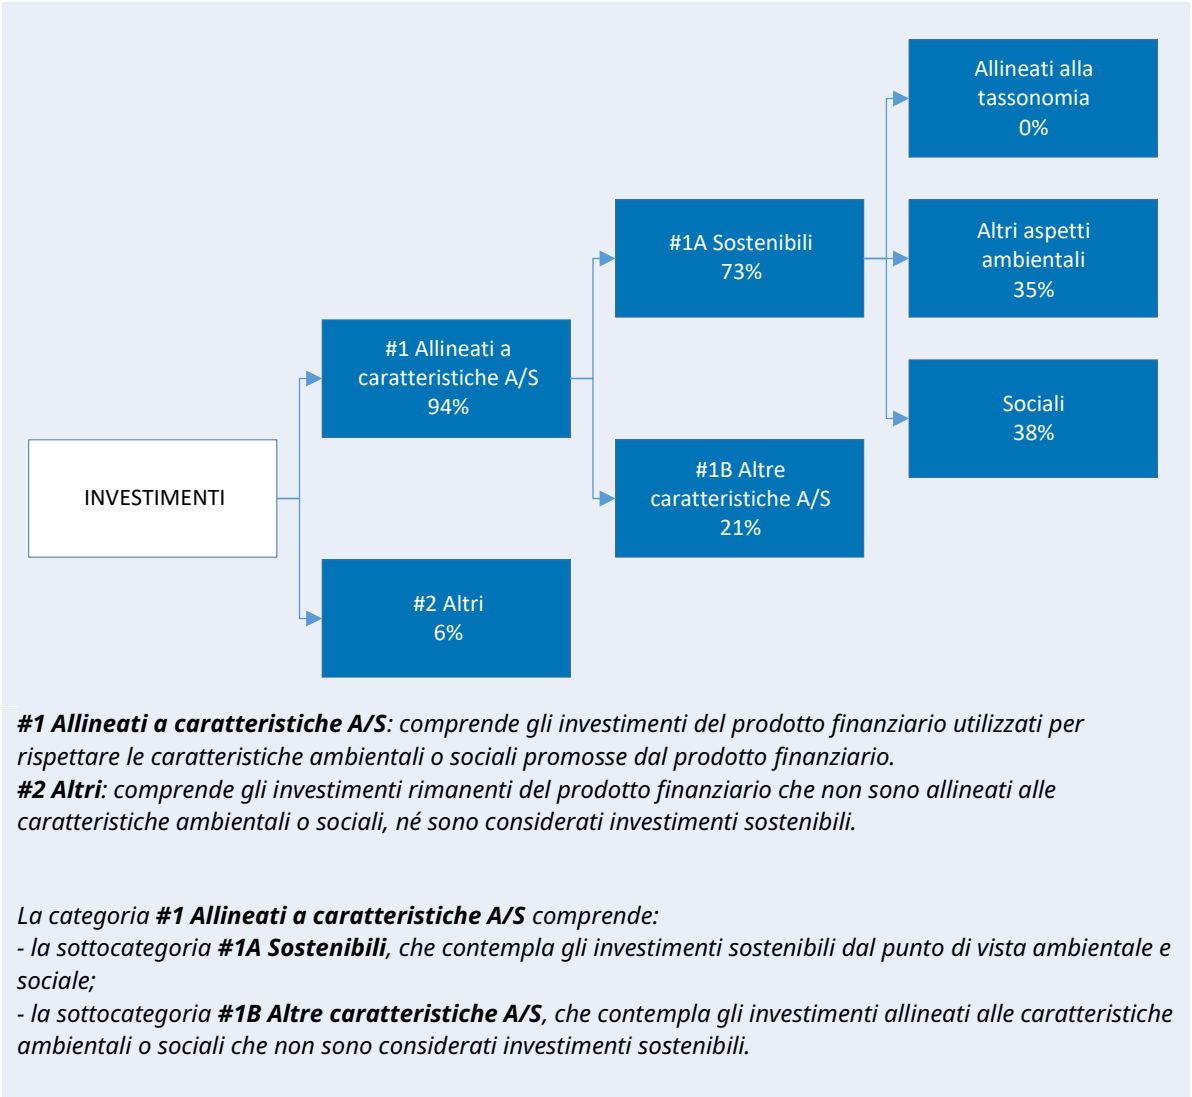 Allineati alla
tassonomia
0%
#1A Sostenibili
73%
Altri aspetti
ambientali
35%
#1 Allineati a
caratteristiche A/S
94%
Sociali
38%
INVESTIMENTI
#1B Altre
caratteristiche A/S
21%
#2 Altri
6%
#1 Allineati a caratteristiche A/S: comprende gli investimenti del prodotto finanziario utilizzati per
rispettare le caratteristiche ambientali o sociali promosse dal prodotto finanziario.
#2 Altri: comprende gli investimenti rimanenti del prodotto finanziario che non sono allineati alle
caratteristiche ambientali o sociali, né sono considerati investimenti sostenibili.
La categoria #1 Allineati a caratteristiche A/S comprende:
- la sottocategoria #1A Sostenibili, che contempla gli investimenti sostenibili dal punto di vista ambientale e
sociale;
- la sottocategoria #1B Altre caratteristiche A/S, che contempla gli investimenti allineati alle caratteristiche
ambientali o sociali che non sono considerati investimenti sostenibili.